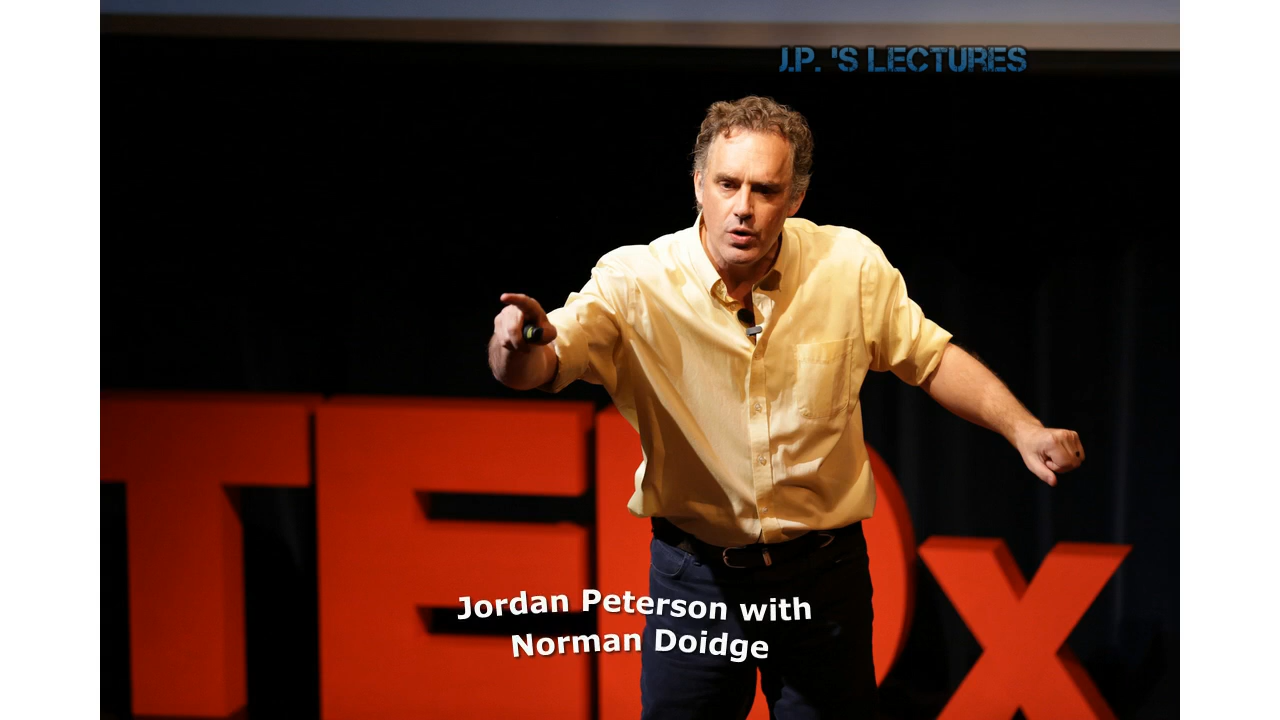 J.P. 'S LECTURES
TEDx
Jordan Peterson with
Norman Doidge